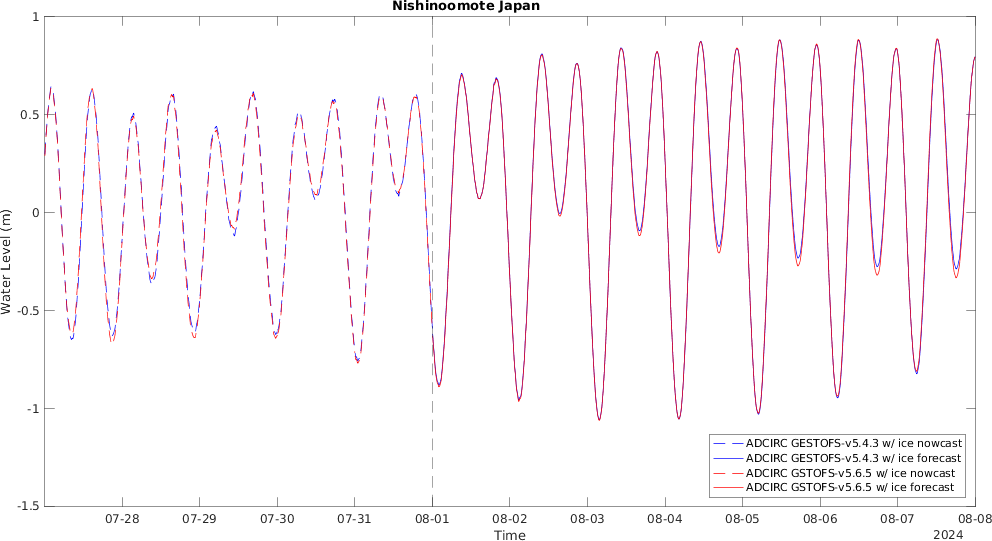 Nishinoomote Japan
1
0.5
0
-0.5
-1
-1.5
Water Level (m)
ADCIRC GESTOFS-v5.4.3 w/ ice nowcast
ADCIRC GESTOFS-v5.4.3 w/ ice forecast
ADCIRC GSTOFS-v5.6.5 w/ ice nowcast
ADCIRC GSTOFS-v5.6.5 w/ ice forecast
07-28 07-29 07-30 07-31 08-01 08-02 08-03 08-04 08-05 08-06 08-07 08-08
Time
2024